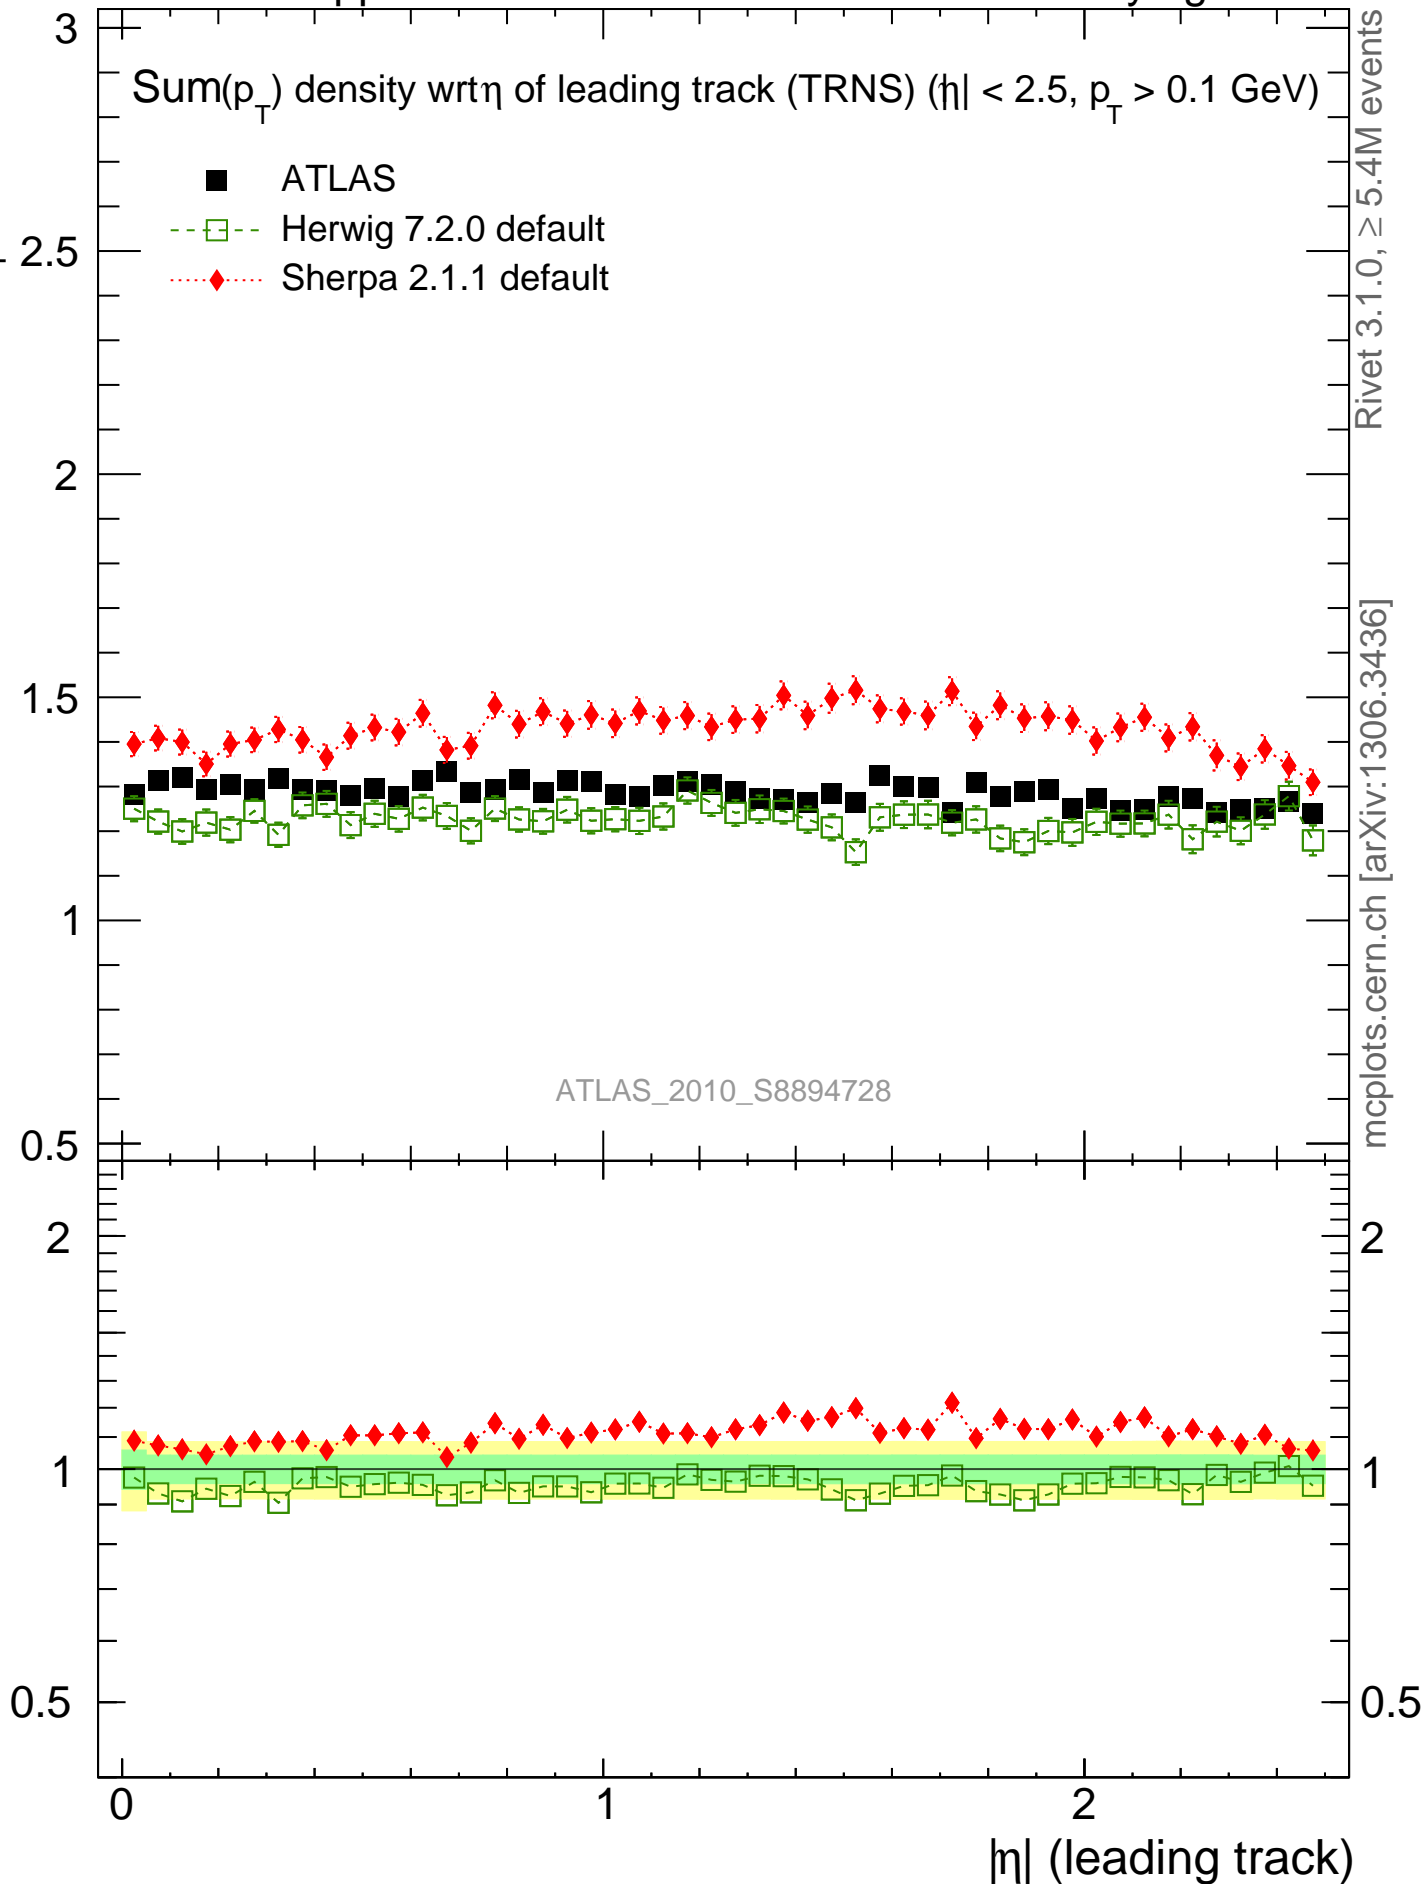 3
Sum(p_T) density wrt η of leading track (TRNS) (|η| < 2.5, p_T > 0.1 GeV)
ATLAS
Herwig 7.2.0 default
Sherpa 2.1.1 default
2.5
2
1.5
1
0.5
ATLAS_2010_S8894728
2
1
0.5
2
1
0.5
0
1
2
|η| (leading track)
Rivet 3.1.0, ≥ 5.4M events
mcplots.cern.ch [arXiv:1306.3436]